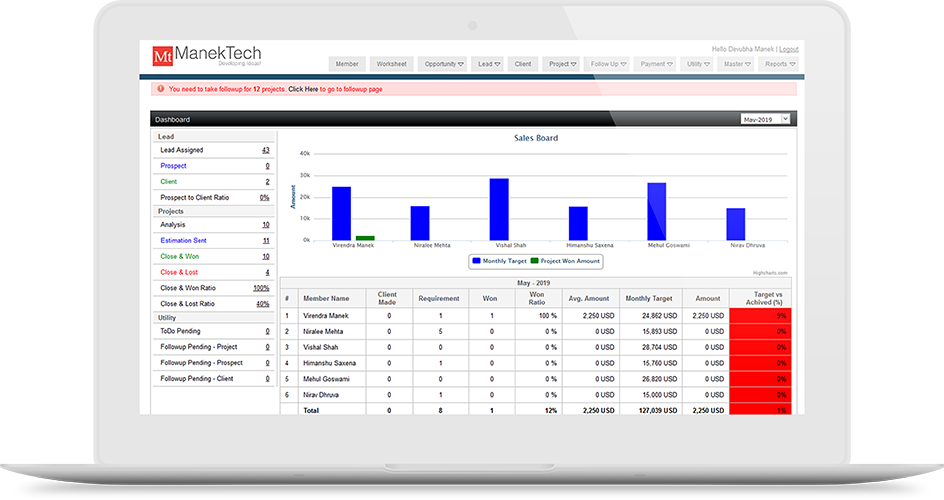 Mt ManekTech
Developing Ideas!
Hello Devubha Manek | Logout
Member Worksheet Opportunity Lead Client Project Follow Up Payment Utility Master Reports
You need to take followup for 12 projects. Click Here to go to followup page
Dashboard May-2019
Lead
Lead Assigned 43
Prospect 0
Client 2
Prospect to Client Ratio 0%
Projects
Analysis 10
Estimation Sent 11
Close & Won 10
Close & Lost 4
Close & Won Ratio 100%
Close & Lost Ratio 40%
Utility
ToDo Pending 0
Followup Pending - Project 0
Followup Pending - Prospect 0
Followup Pending - Client 0
Sales Board
Amount
40k
30k
20k
10k
0k
Virendra Manek Niralee Mehta Vishal Shah Himanshu Saxena Mehul Goswami Nirav Dhruva
Monthly Target Project Won Amount
Highcharts.com
May - 2019
# Member Name Client Made Requirement Won Won Ratio Avg. Amount Monthly Target Amount Target vs Achived (%)
1 Virendra Manek 0 1 1 100 % 2,250 USD 24,862 USD 2,250 USD 9%
2 Niralee Mehta 0 5 0 0 % 0 USD 15,893 USD 0 USD 0%
3 Vishal Shah 0 0 0 0 % 0 USD 28,704 USD 0 USD 0%
4 Himanshu Saxena 0 1 0 0 % 0 USD 15,760 USD 0 USD 0%
5 Mehul Goswami 0 0 0 0 % 0 USD 26,820 USD 0 USD 0%
6 Nirav Dhruva 0 1 0 0 % 0 USD 15,000 USD 0 USD 0%
Total 0 8 1 12% 2,250 USD 127,039 USD 2,250 USD 1%